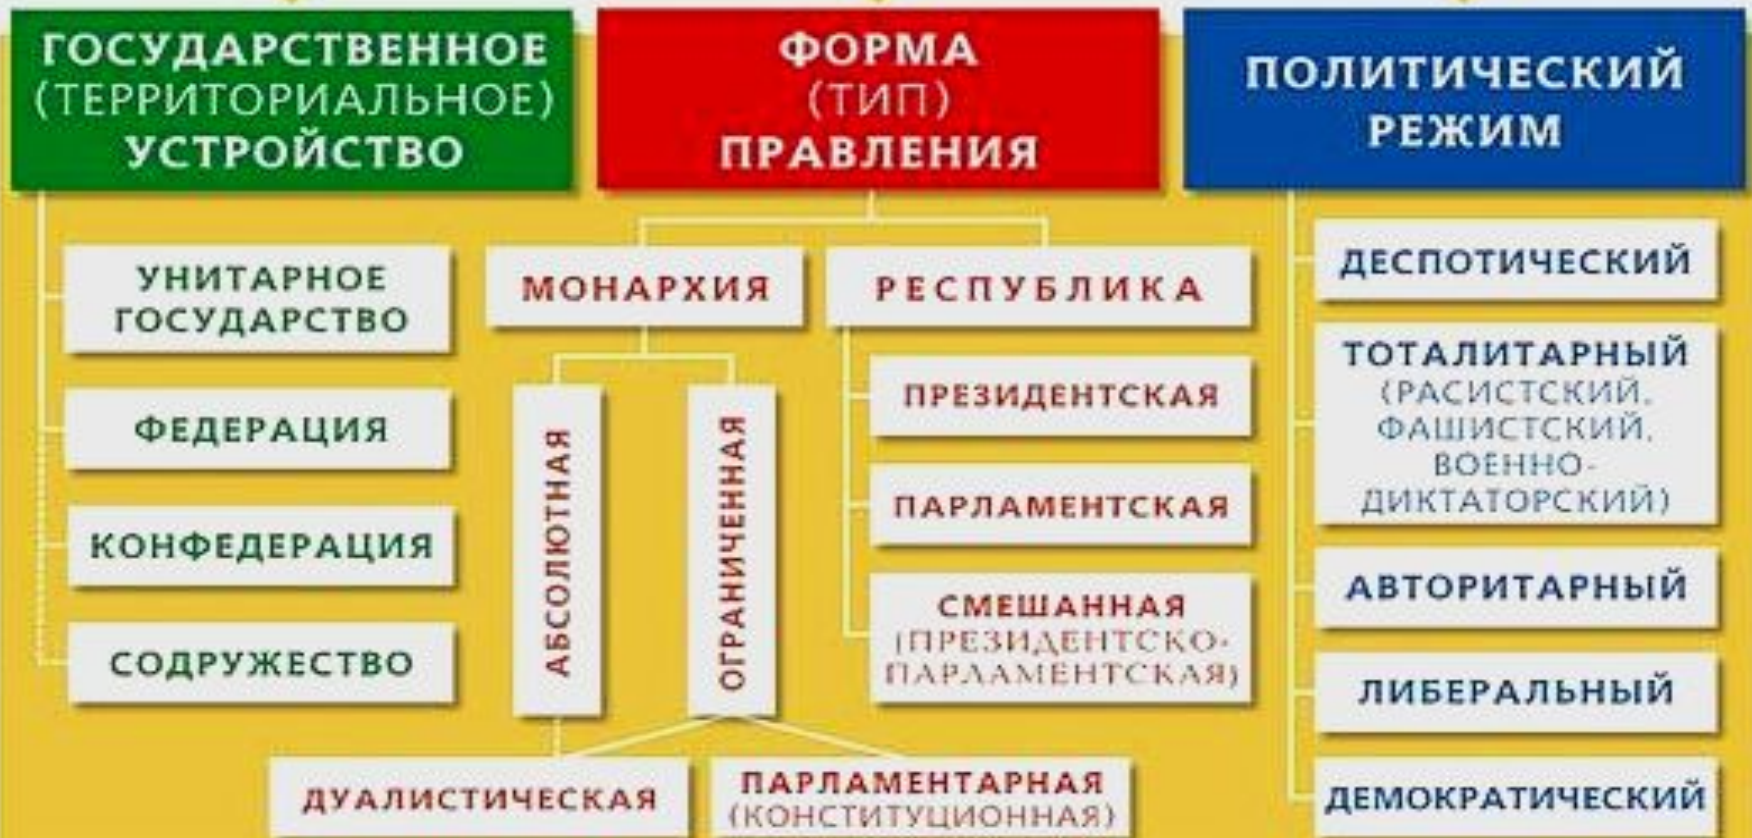 ГОСУДАРСТВЕННОЕ
(ТЕРРИТОРИАЛЬНОЕ)
УСТРОЙСТВО
УНИТАРНОЕ
ГОСУДАРСТВО
ФЕДЕРАЦИЯ
КОНФЕДЕРАЦИЯ
СОДРУЖЕСТВО
ФОРМА
(ТИП)
ПРАВЛЕНИЯ
МОНАРХИЯ
АБСОЛЮТНАЯ
ОГРАНИЧЕННАЯ
ДУАЛИСТИЧЕСКАЯ
ПАРЛАМЕНТАРНАЯ
(КОНСТИТУЦИОННАЯ)
РЕСПУБЛИКА
ПРЕЗИДЕНТСКАЯ
ПАРЛАМЕНТСКАЯ
СМЕШАННАЯ
(ПРЕЗИДЕНТСКО-
ПАРЛАМЕНТСКАЯ)
ПОЛИТИЧЕСКИЙ
РЕЖИМ
ДЕСПОТИЧЕСКИЙ
ТОТАЛИТАРНЫЙ
(РАСИСТСКИЙ,
ФАШИСТСКИЙ,
ВОЕННО-
ДИКТАТОРСКИЙ)
АВТОРИТАРНЫЙ
ЛИБЕРАЛЬНЫЙ
ДЕМОКРАТИЧЕСКИЙ